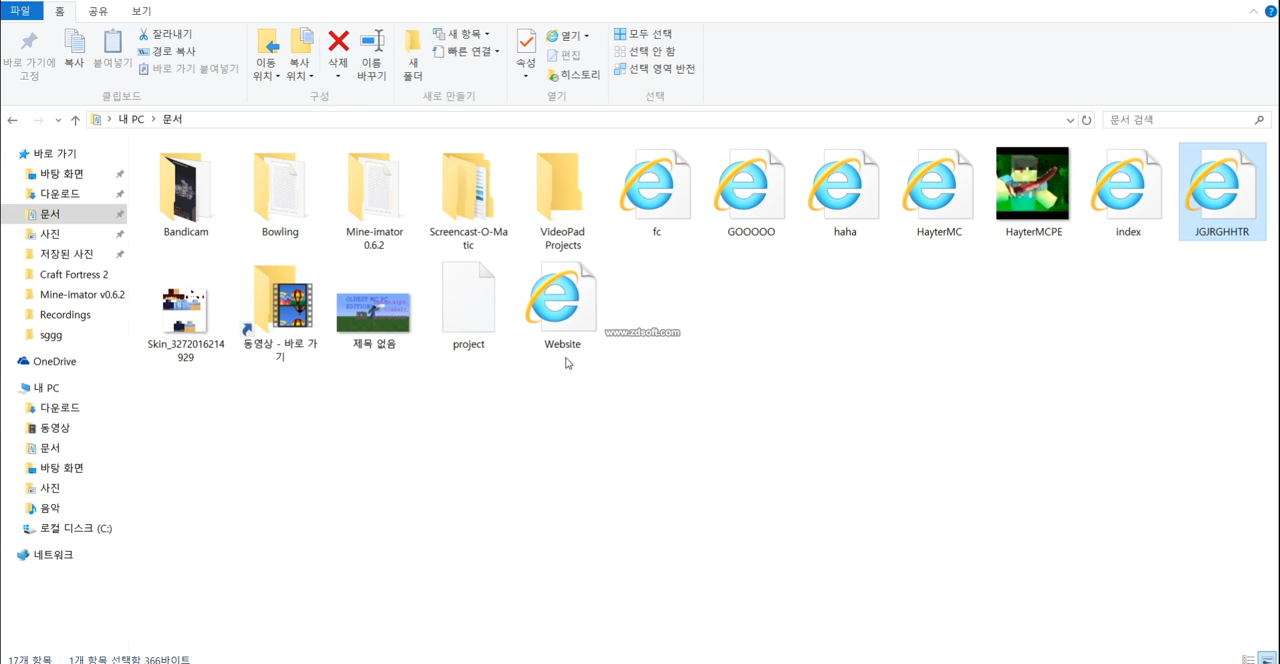 파일
홈
공유
보기
바로 가기에
고정
복사
붙여넣기
잘라내기
경로 복사
바로 가기 붙여넣기
클립보드
이동
위치
복사
위치
삭제
이름
바꾸기
구성
새
폴더
새 항목
빠른 연결
새로 만들기
속성
열기
편집
히스토리
열기
모두 선택
선택 안 함
선택 영역 반전
선택
내 PC
문서
문서 검색
바로 가기
바탕 화면
다운로드
문서
사진
저장된 사진
Craft Fortress 2
Mine-imator v0.6.2
Recordings
sggg
OneDrive
내 PC
다운로드
동영상
문서
바탕 화면
사진
음악
로컬 디스크 (C:)
네트워크
Bandicam
Bowling
Mine-imator
0.6.2
Screencast-O-Ma
tic
VideoPad
Projects
fc
GOOOOO
haha
HayterMC
HayterMCPE
index
JGJRGHHTR
Skin_3272016214
929
동영상 - 바로 가
기
OLDEST MC PC
제목 없음
project
Website
www.zdsoft.com
17개 항목
1개 항목 선택함 366바이트